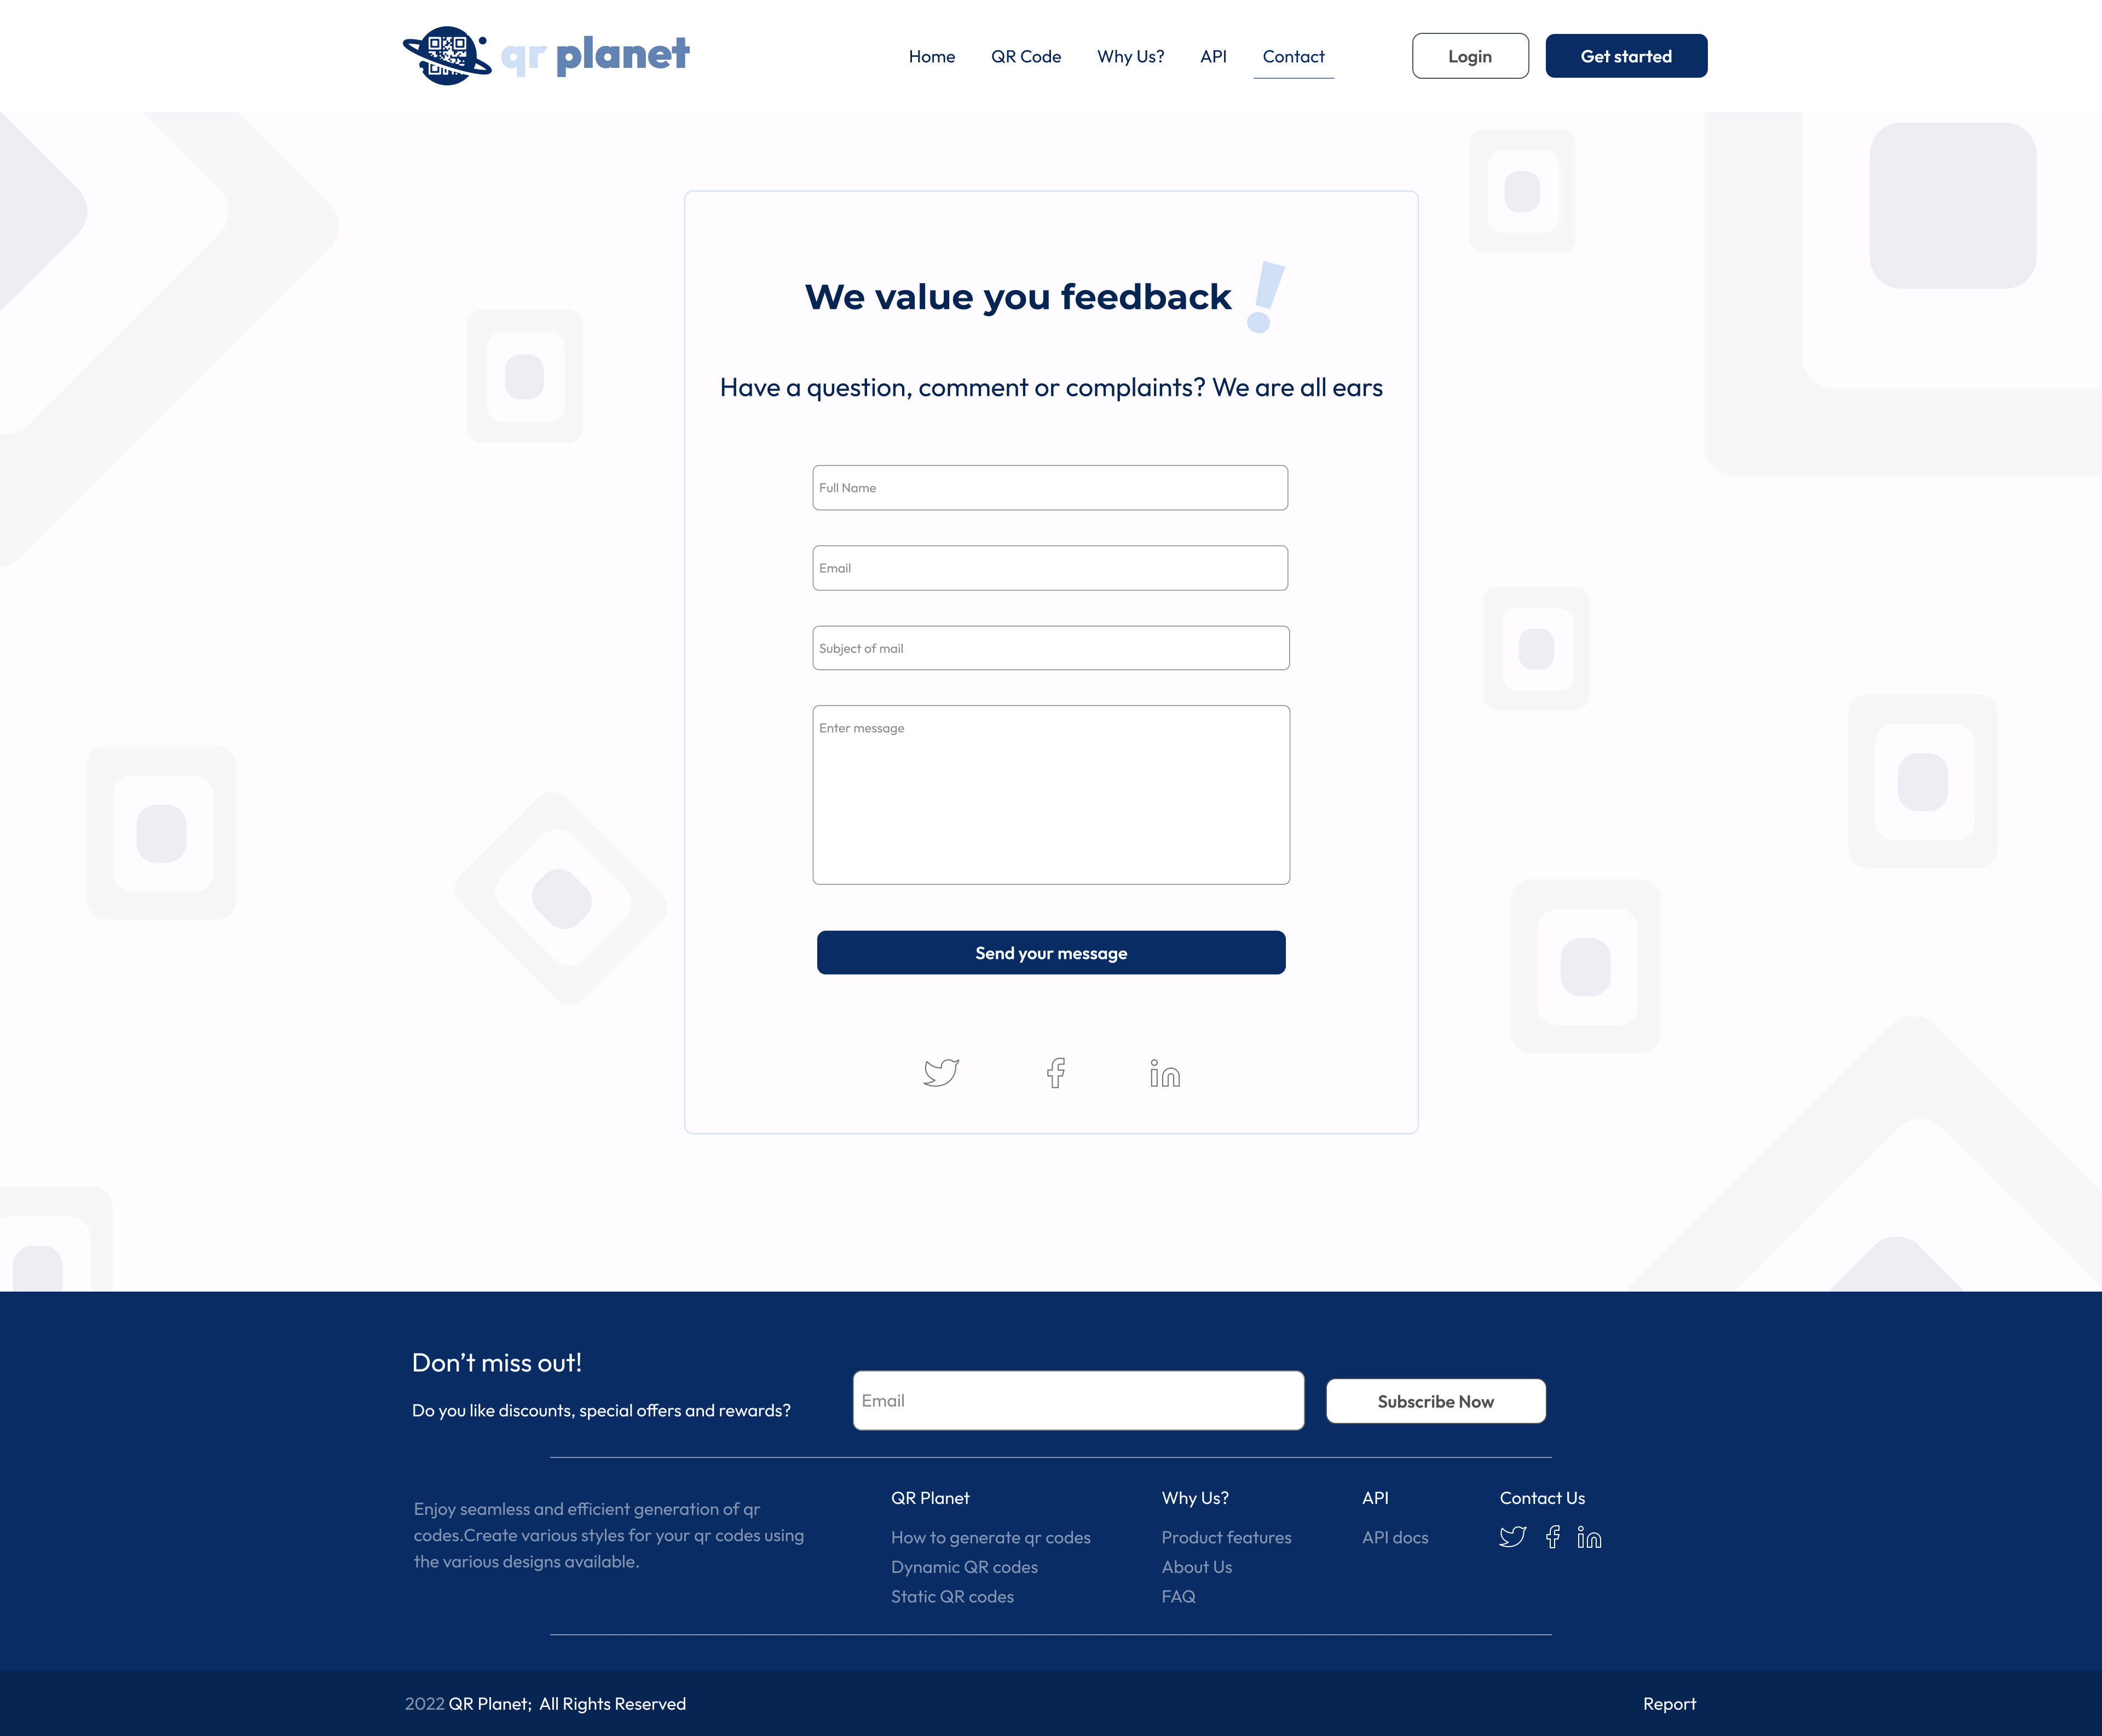 qr planet
Home QR Code Why Us? API Contact
Login Get started
We value you feedback !
Have a question, comment or complaints? We are all ears
Full Name
Email
Subject of mail
Enter message
Send your message
Don’t miss out!
Do you like discounts, special offers and rewards?
Email
Subscribe Now
Enjoy seamless and efficient generation of qr
codes.Create various styles for your qr codes using
the various designs available.
QR Planet
How to generate qr codes
Dynamic QR codes
Static QR codes
Why Us?
Product features
About Us
FAQ
API
API docs
Contact Us
2022 QR Planet; All Rights Reserved
Report